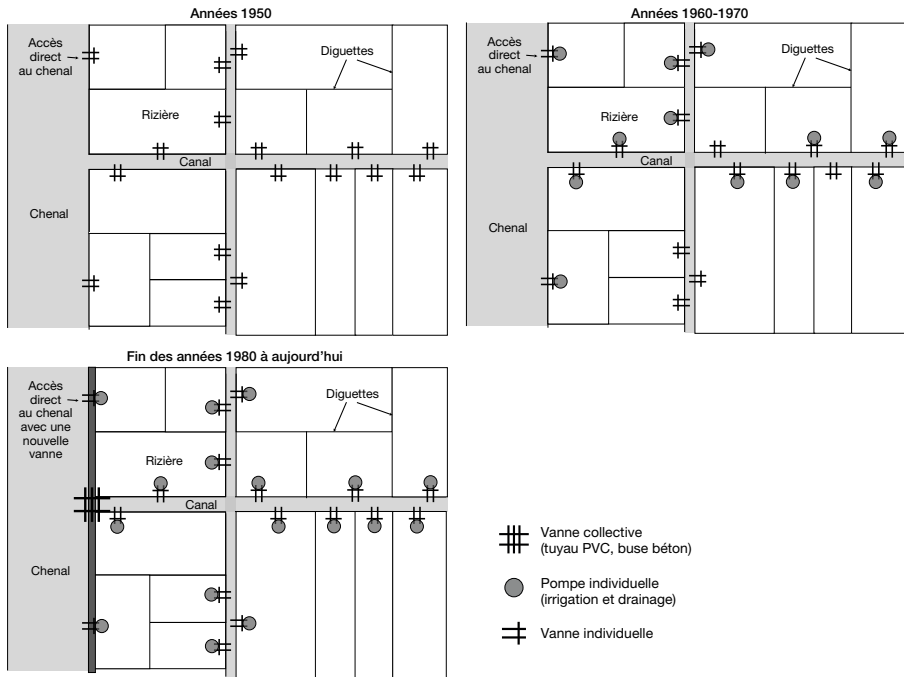 Années 1950
Accès
direct
au chenal
Diguettes
Rizière
Canal
Chenal
Années 1960-1970
Accès
direct
au chenal
Diguettes
Rizière
Canal
Chenal
Fin des années 1980 à aujourd'hui
Accès
direct
au chenal
avec une
nouvelle
vanne
Diguettes
Rizière
Canal
Chenal
Vanne collective
(tuyau PVC, buse béton)
Pompe individuelle
(irrigation et drainage)
Vanne individuelle